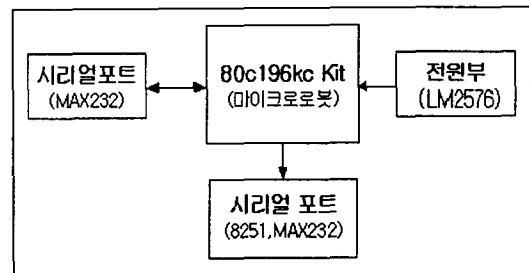 시리얼포트
(MAX232)
80c196kc Kit
(마이크로로봇)
전원부
(LM2576)
시리얼 포트
(8251,MAX232)